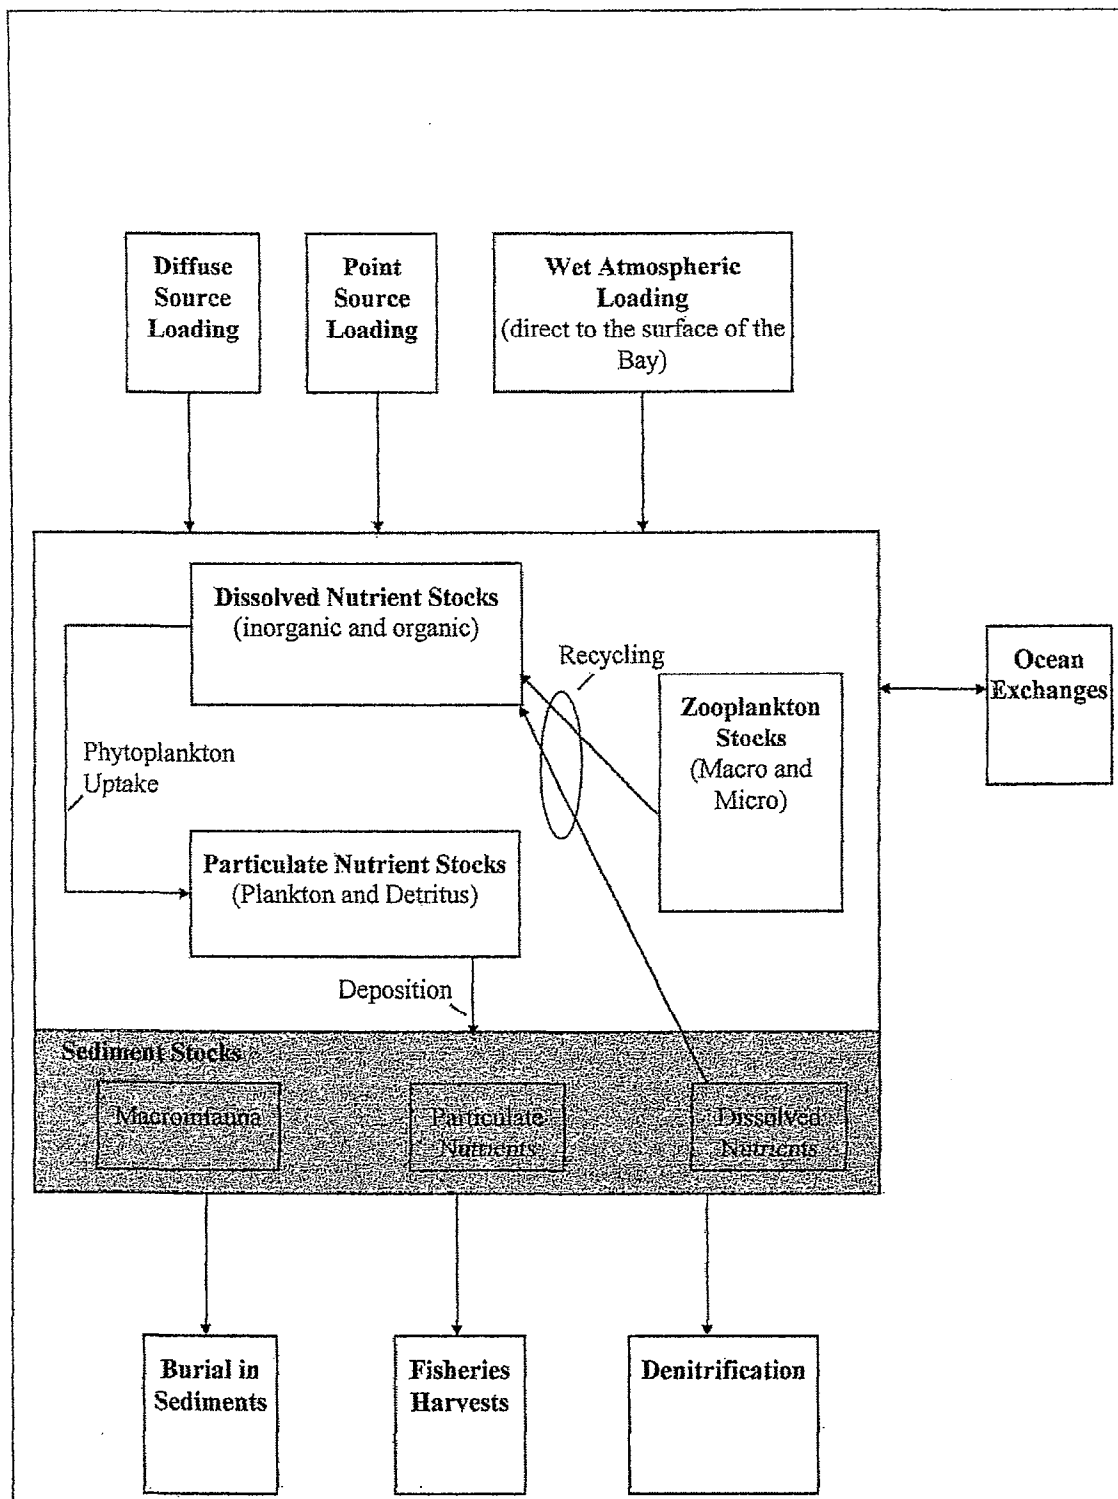 Diffuse
Source
Loading
Point
Source
Loading
Wet Atmospheric
Loading
(direct to the surface of the
Bay)
Dissolved Nutrient Stocks
(inorganic and organic)
Recycling
Ocean
Exchanges
Zooplankton
Stocks
(Macro and
Micro)
Phytoplankton
Uptake
Particulate Nutrient Stocks
(Plankton and Detritus)
Deposition
Sediment Stocks
Macroinfauna
Particulate
Nutrients
Dissolved
Nutrients
Burial in
Sediments
Fisheries
Harvests
Denitrification